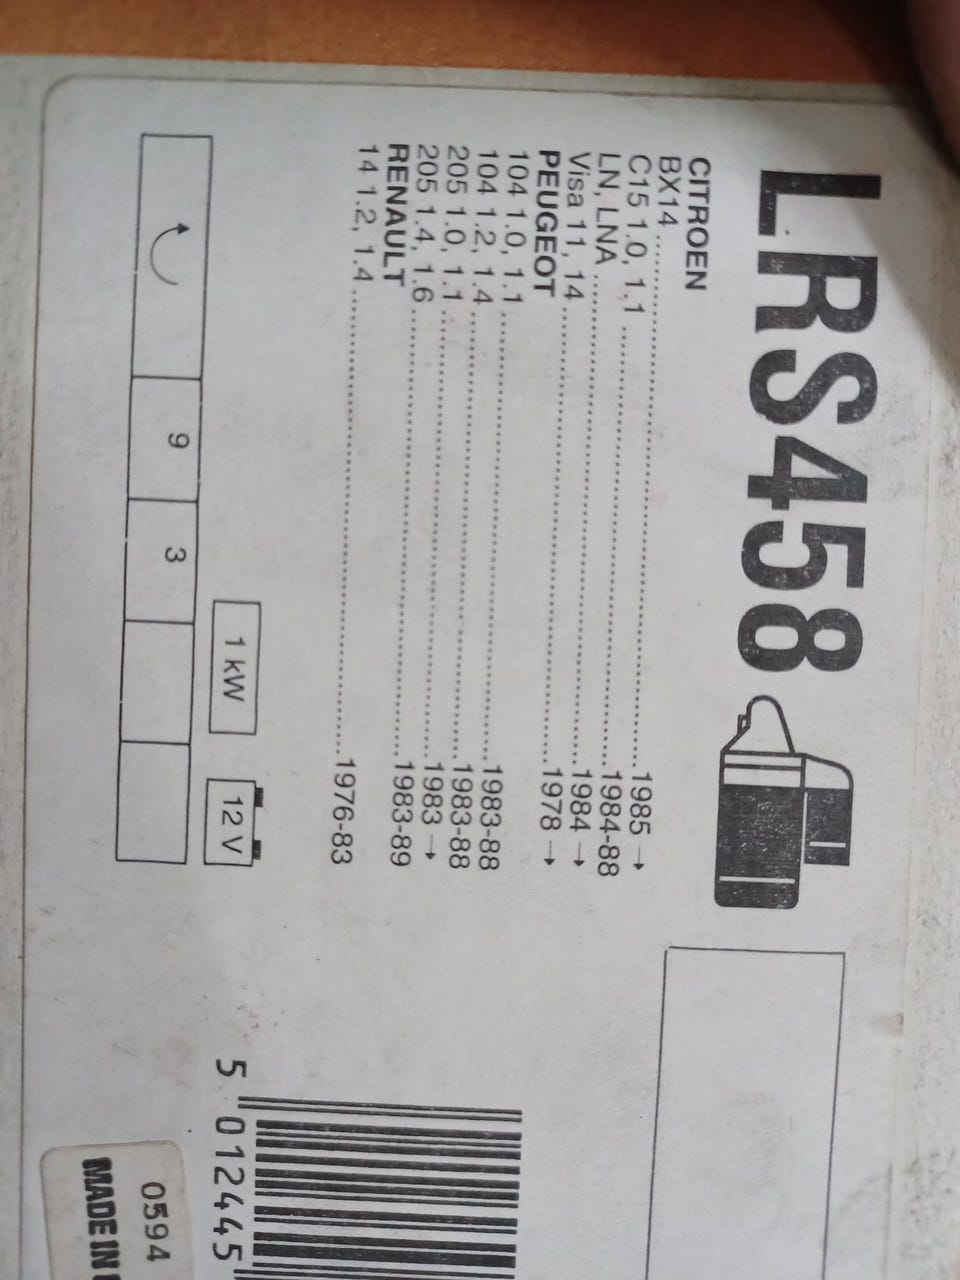 LRS458
CITROEN
BX14 ........ 1985 →
C15 1.0, 1.1 ........ 1984-88
LN, LNA ........ 1984 →
Visa 11, 14 ........ 1978 →
PEUGEOT
104 1.0, 1.1 ........ 1983-88
104 1.2, 1.4 ........ 1983-88
205 1.0, 1.1 ........ 1983 →
205 1.4, 1.6 ........ 1983-89
RENAULT
14 1.2, 1.4 ........ 1976-83
1 kW 12 V
9 3
5 012445
0594
MADE IN